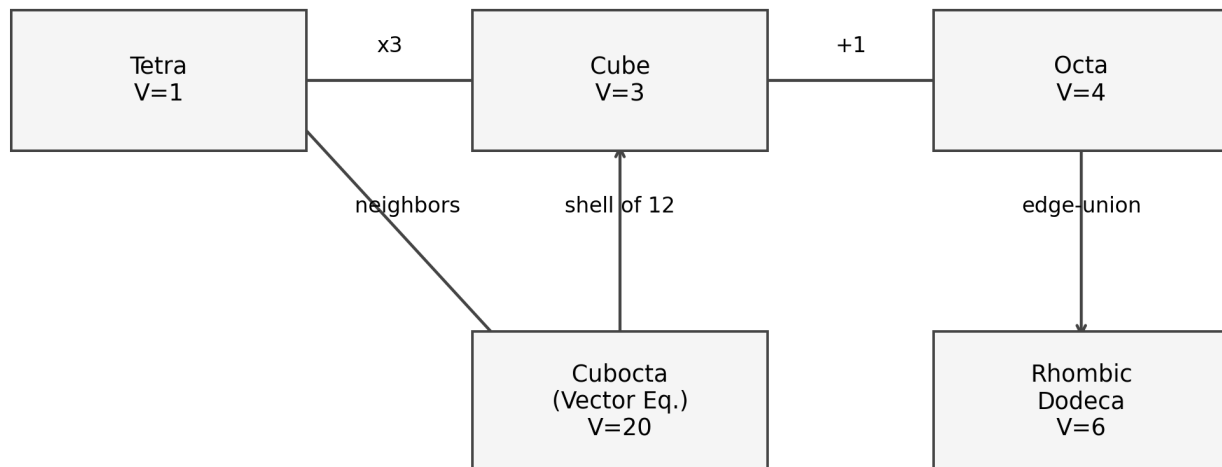 x3
+1
Tetra
V=1
Cube
V=3
Octa
V=4
neighbors
shell of 12
edge-union
Cubocta
(Vector Eq.)
V=20
Rhombic
Dodeca
V=6